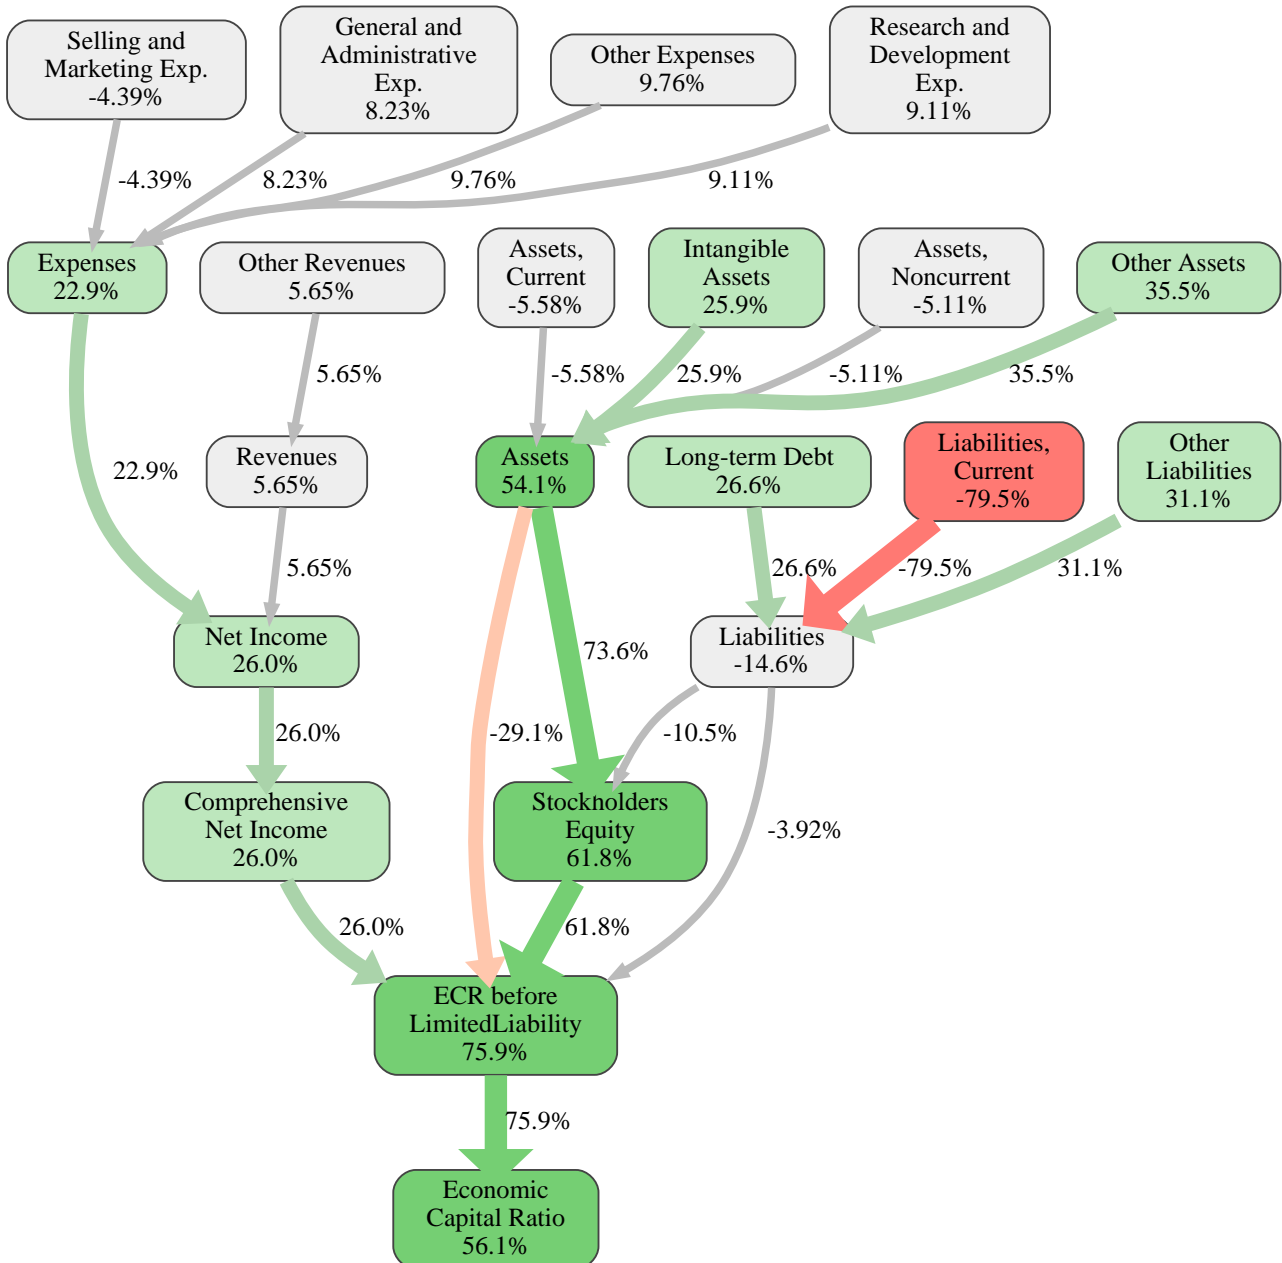 Selling and
Marketing Exp.
-4.39%
General and
Administrative
Exp.
8.23%
Other Expenses
9.76%
Research and
Development
Exp.
9.11%
-4.39%
8.23%
9.76%
9.11%
Expenses
22.9%
Other Revenues
5.65%
Assets,
Current
-5.58%
Intangible
Assets
25.9%
Assets,
Noncurrent
-5.11%
Other Assets
35.5%
5.65%
-5.58%
25.9%
-5.11%
35.5%
22.9%
Revenues
5.65%
Assets
54.1%
Long-term Debt
26.6%
Liabilities,
Current
-79.5%
Other
Liabilities
31.1%
5.65%
26.6%
-79.5%
31.1%
Net Income
26.0%
73.6%
Liabilities
-14.6%
26.0%
-29.1%
-10.5%
Comprehensive
Net Income
26.0%
Stockholders
Equity
61.8%
-3.92%
26.0%
61.8%
ECR before
LimitedLiability
75.9%
75.9%
Economic
Capital Ratio
56.1%